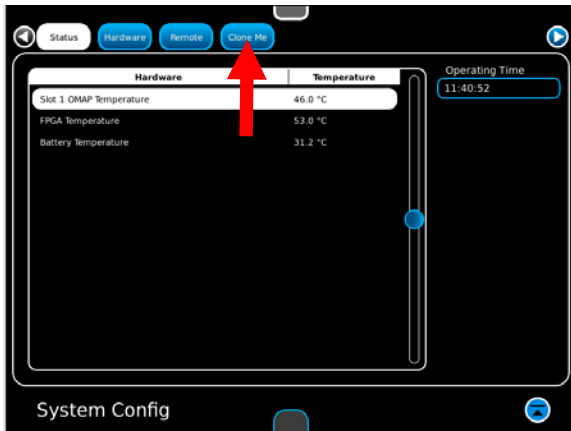 Status Hardware Remote Clone Me
Hardware Temperature
Slot 1 OMAP Temperature 46.0 °C
FPGA Temperature 53.0 °C
Battery Temperature 31.2 °C
Operating Time
11:40:52
System Config